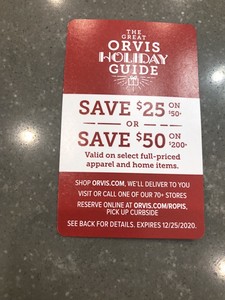 THE
GREAT
ORVIS
HOLIDAY
GUIDE
SAVE $25 ON $50+
OR
SAVE $50 ON $200+
Valid on select full-priced
apparel and home items.
SHOP ORVIS.COM, WE'LL DELIVER TO YOU
VISIT OR CALL ONE OF OUR 70+ STORES
RESERVE ONLINE AT ORVIS.COM/ROPIS,
PICK UP CURBSIDE
SEE BACK FOR DETAILS. EXPIRES 12/25/2020.